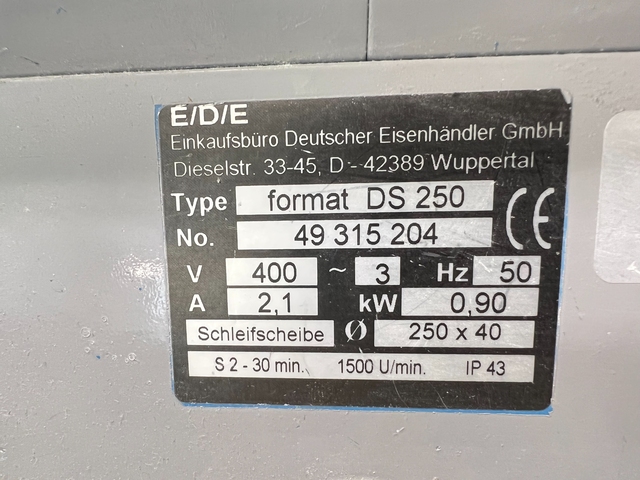 E/D/E
Einkaufsbüro Deutscher Eisenhändler GmbH
Dieselstr. 33-45, D - 42389 Wuppertal
Type format DS 250
No. 49 315 204 CE
V 400 ~ 3 Hz 50
A 2,1 kW 0,90
Schleifscheibe Ø 250 x 40
S 2 - 30 min. 1500 U/min. IP 43